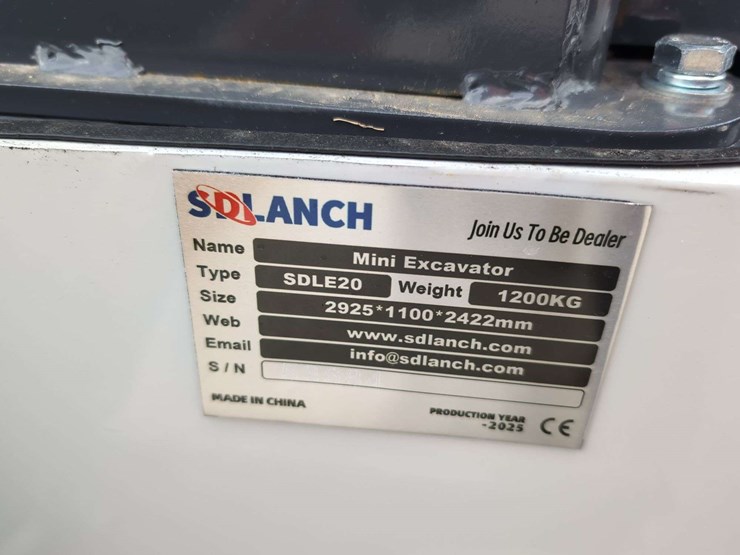 SDLANCH
Join Us To Be Dealer
Name Mini Excavator
Type SDLE20 Weight 1200KG
Size 2925*1100*2422mm
Web www.sdlanch.com
Email info@sdlanch.com
S/N
MADE IN CHINA
PRODUCTION YEAR
-2025
CE